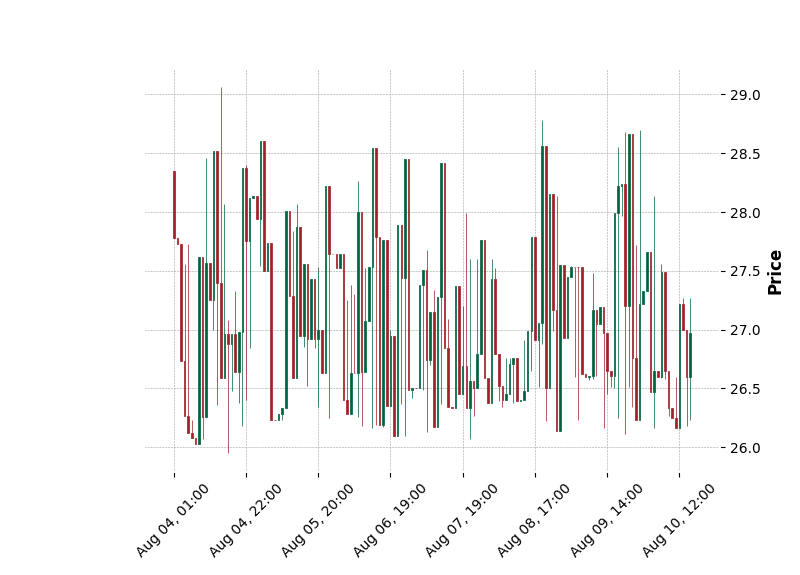 29.0
28.5
28.0
27.5
27.0
26.5
26.0
Price
Aug 04, 01:00
Aug 04, 22:00
Aug 05, 20:00
Aug 06, 19:00
Aug 07, 19:00
Aug 08, 17:00
Aug 09, 14:00
Aug 10, 12:00